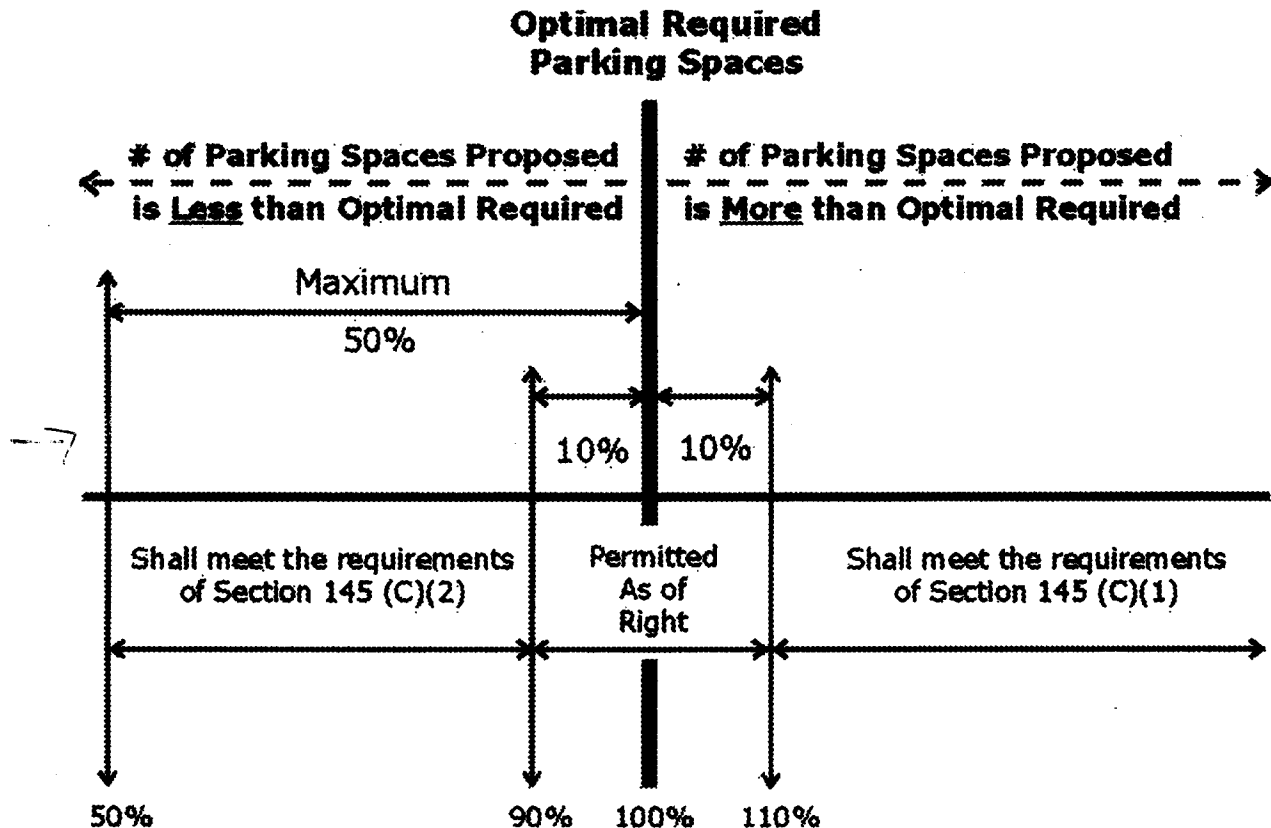 Optimal Required
Parking Spaces
# of Parking Spaces Proposed
is Less than Optimal Required
# of Parking Spaces Proposed
is More than Optimal Required
Maximum
50%
10%
10%
Shall meet the requirements
of Section 145 (C)(2)
Permitted
As of
Right
Shall meet the requirements
of Section 145 (C)(1)
50%
90%
100%
110%